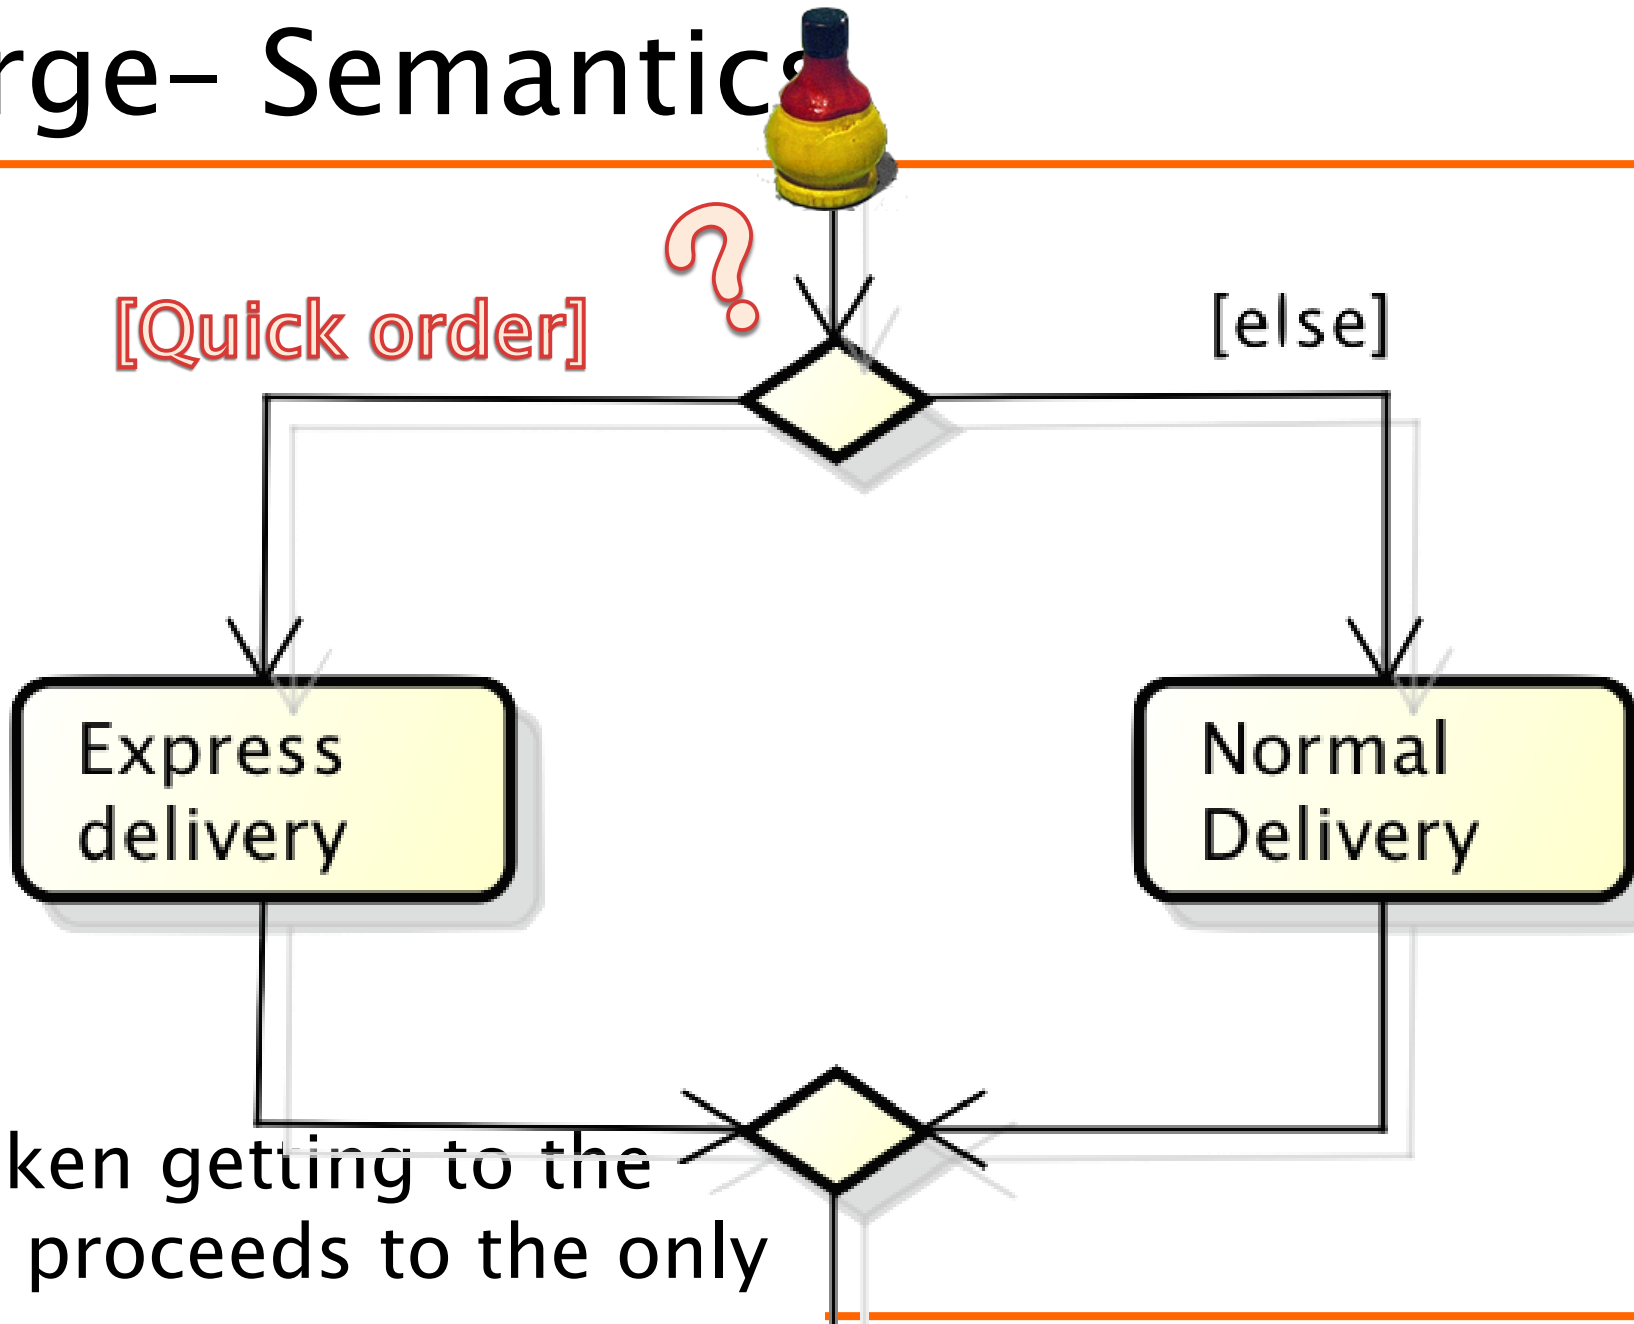 rge– Semantics
?
[Quick order]
[else]
Express
delivery
Normal
Delivery
ken getting to the
proceeds to the only